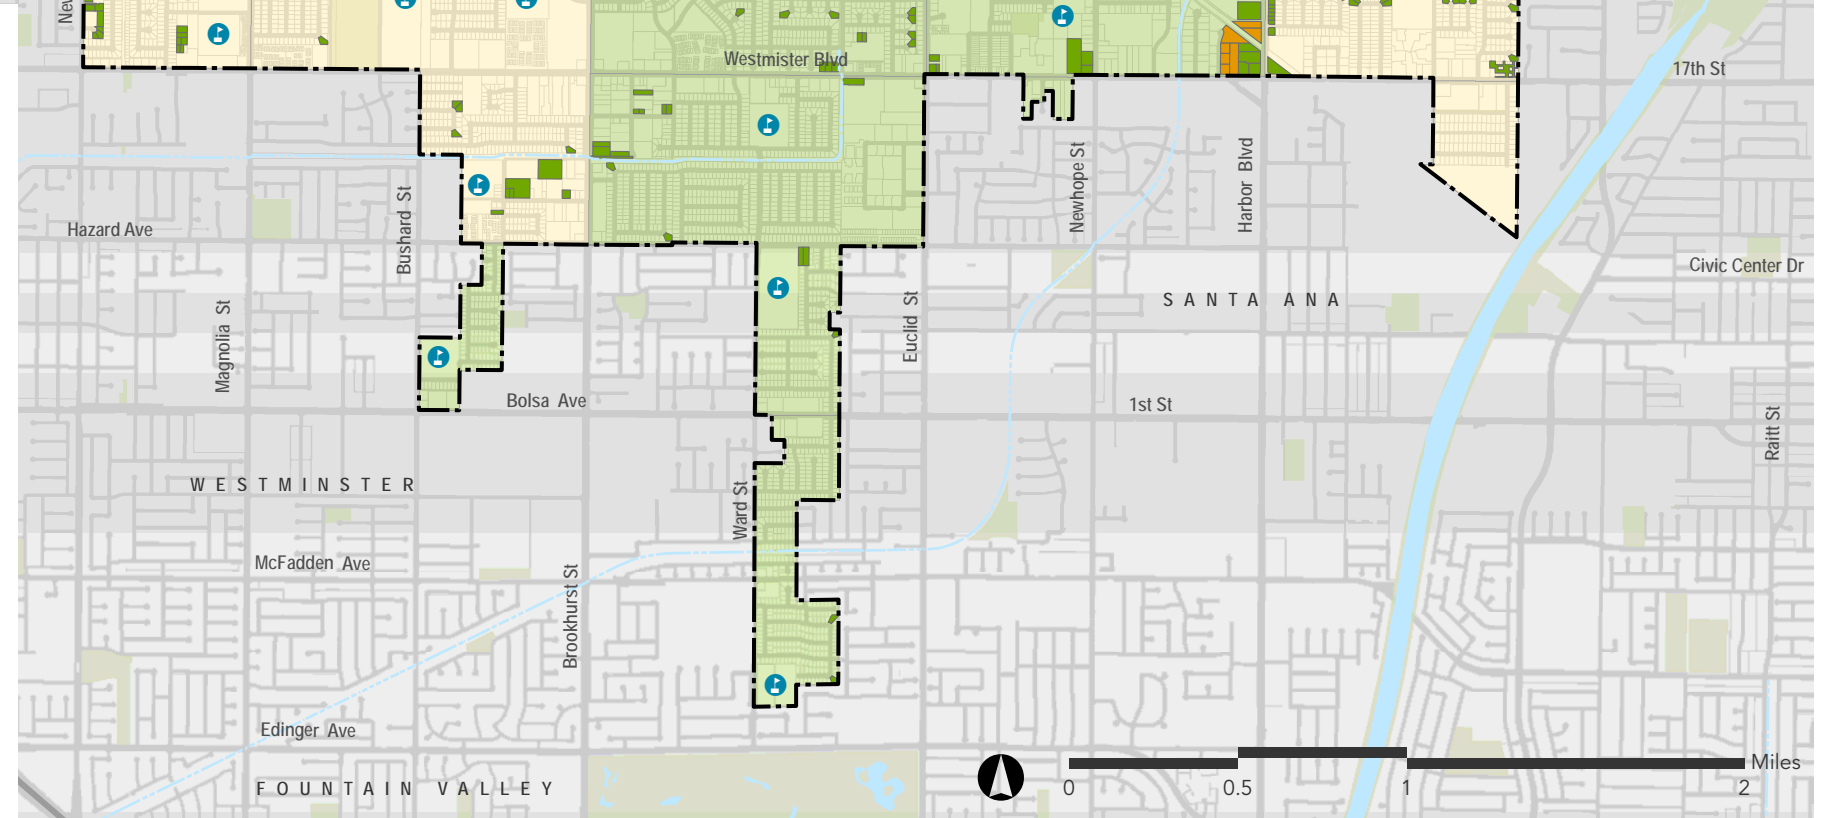 Westmister Blvd
17th St
Newhope St
Harbor Blvd
Bushard St
Hazard Ave
Civic Center Dr
SANTA ANA
Magnolia St
Euclid St
Bolsa Ave
1st St
Raitt St
WESTMINSTER
Ward St
McFadden Ave
Brookhurst St
Edinger Ave
FOUNTAIN VALLEY
Miles
0 0.5 1 2